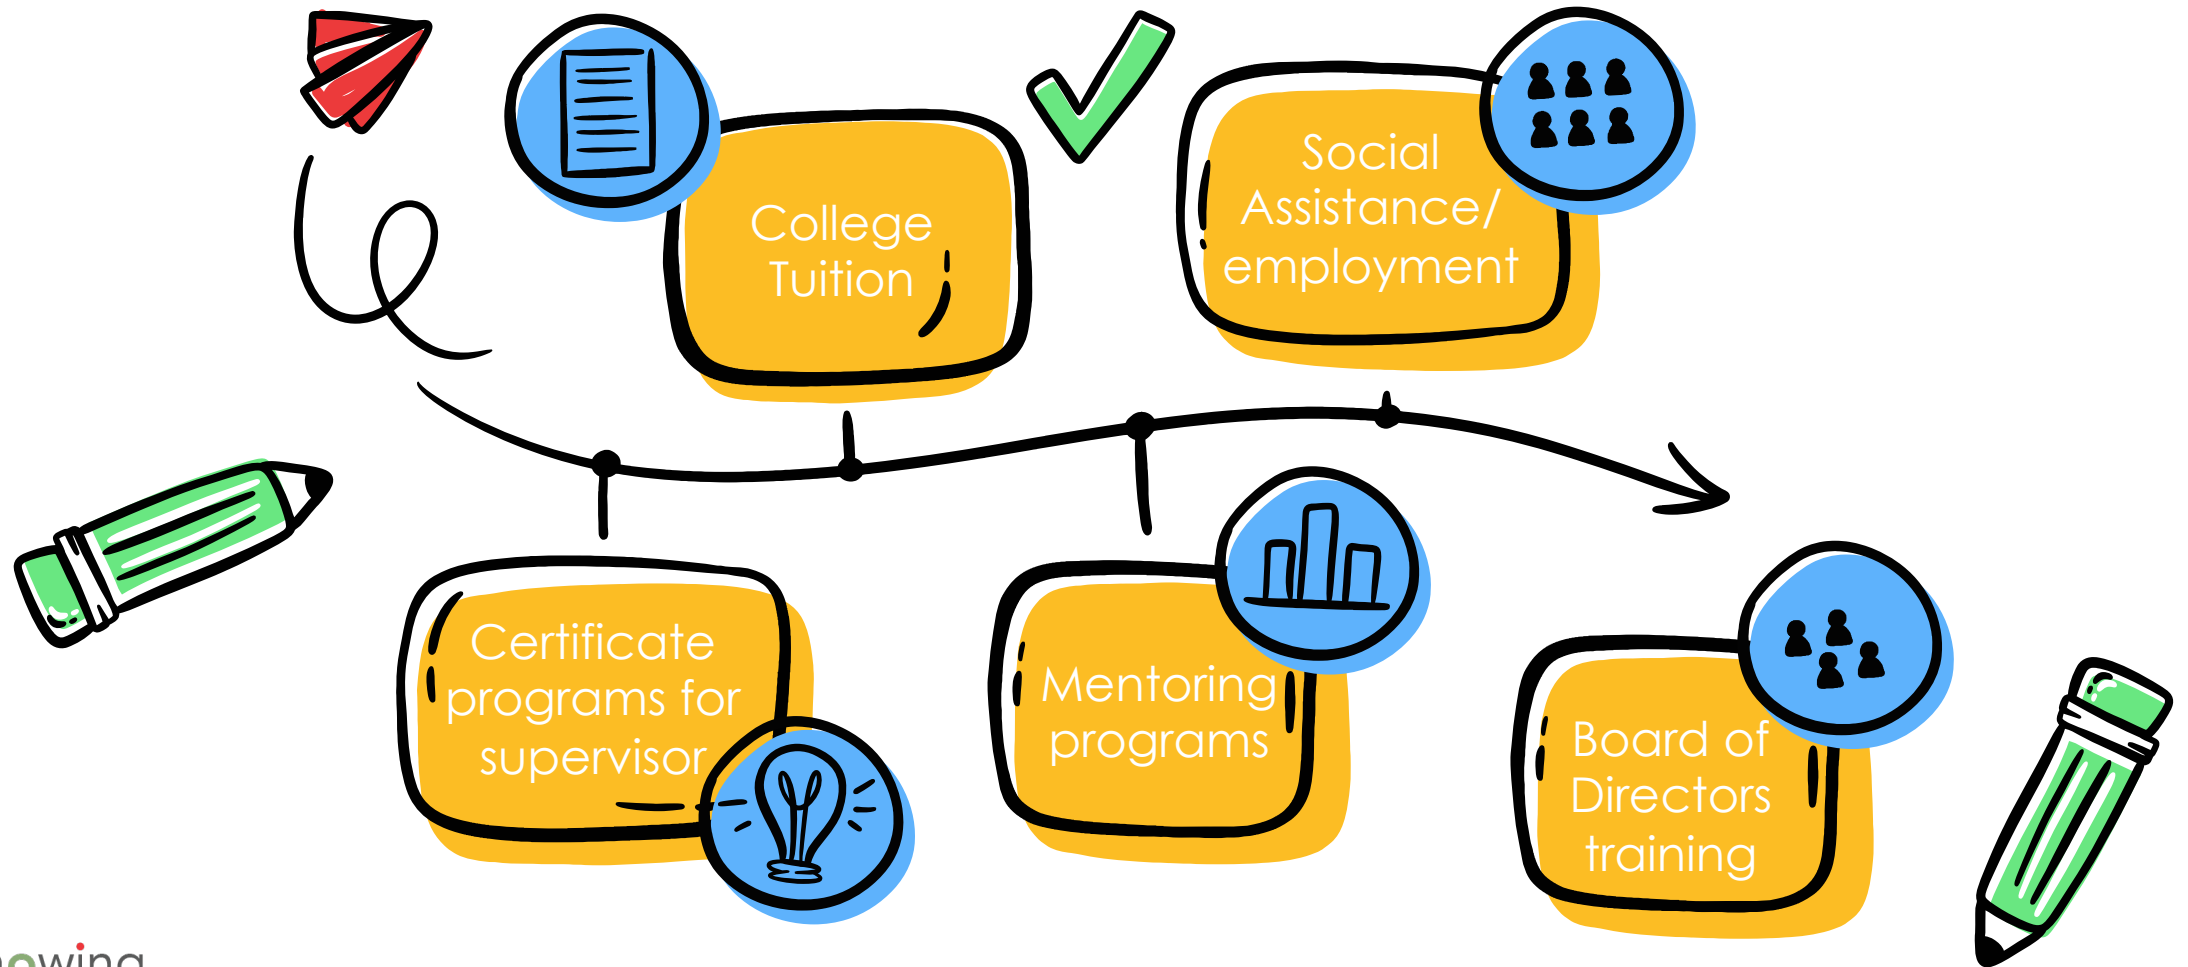 College
Tuition
Social
Assistance/
employment
Certificate
programs for
supervisor
Mentoring
programs
Board of
Directors
training